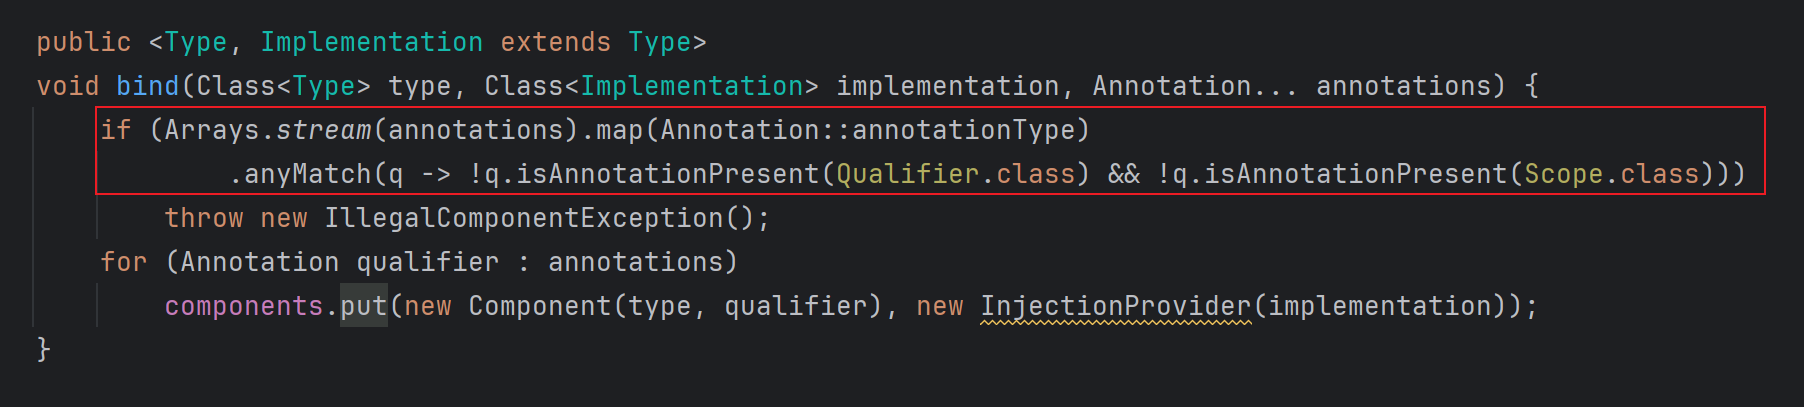 public <Type, Implementation extends Type>
void bind(Class<Type> type, Class<Implementation> implementation, Annotation... annotations) {
if (Arrays.stream(annotations).map(Annotation::annotationType)
.anyMatch(q -> !q.isAnnotationPresent(Qualifier.class) && !q.isAnnotationPresent(Scope.class)))
throw new IllegalComponentException();
for (Annotation qualifier : annotations)
components.put(new Component(type, qualifier), new InjectionProvider(implementation));
}